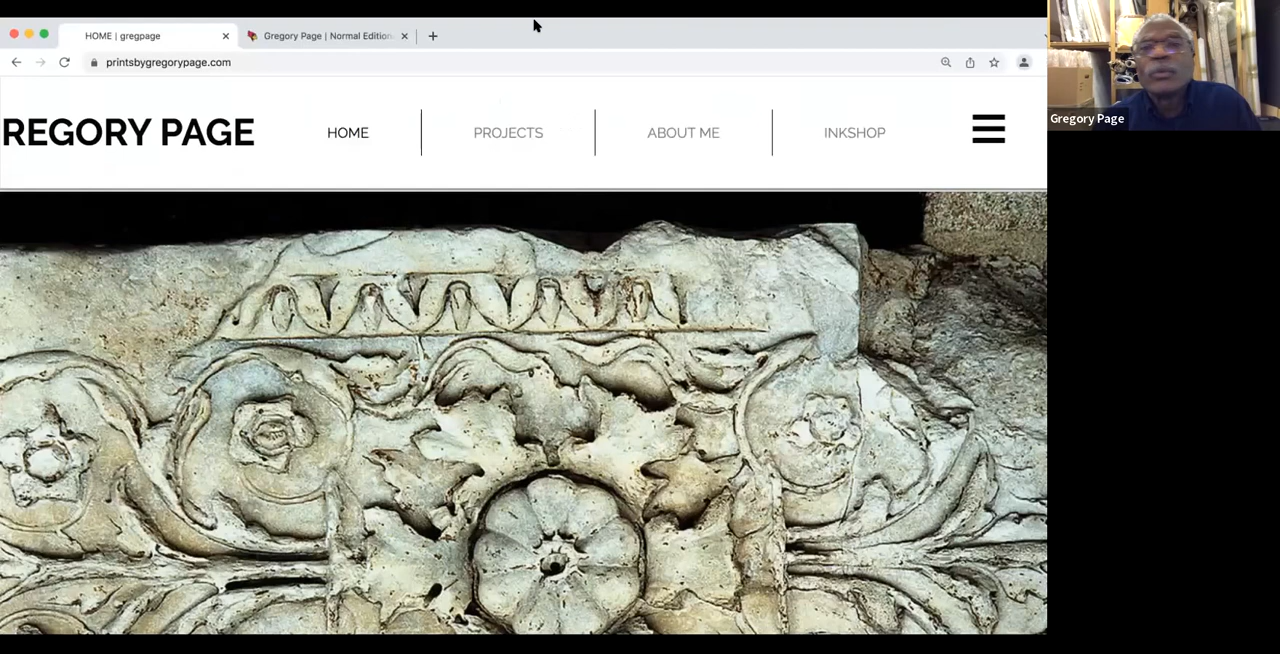 HOME | gregpage
Gregory Page | Normal Edition
printsbygregorypage.com
REGORY PAGE
HOME
PROJECTS
ABOUT ME
INKSHOP
Gregory Page